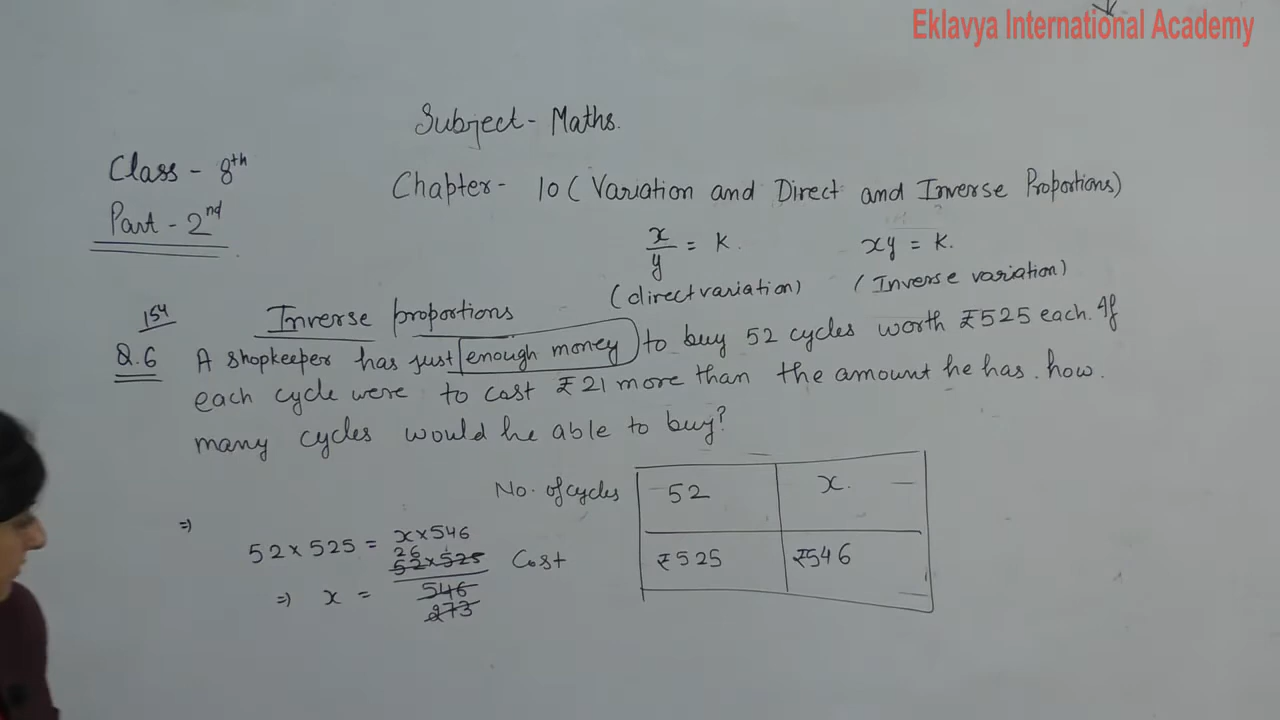 Eklavya International Academy
Subject - Maths.
Class - 8th
Chapter - 10 (Variation and Direct and Inverse Proportions)
Part - 2nd
x/y = K. xy = K.
(direct variation) (Inverse variation)
154 Inverse proportions
Q.6 A shopkeeper has just enough money to buy 52 cycles worth ₹525 each. If
each cycle were to cost ₹21 more than the amount he has. how.
many cycles would he able to buy?
No. of cycles 52 x.
Cost ₹525 ₹546
⇒ 52 × 525 = x × 546
26
⇒ x = 52×525/546
273